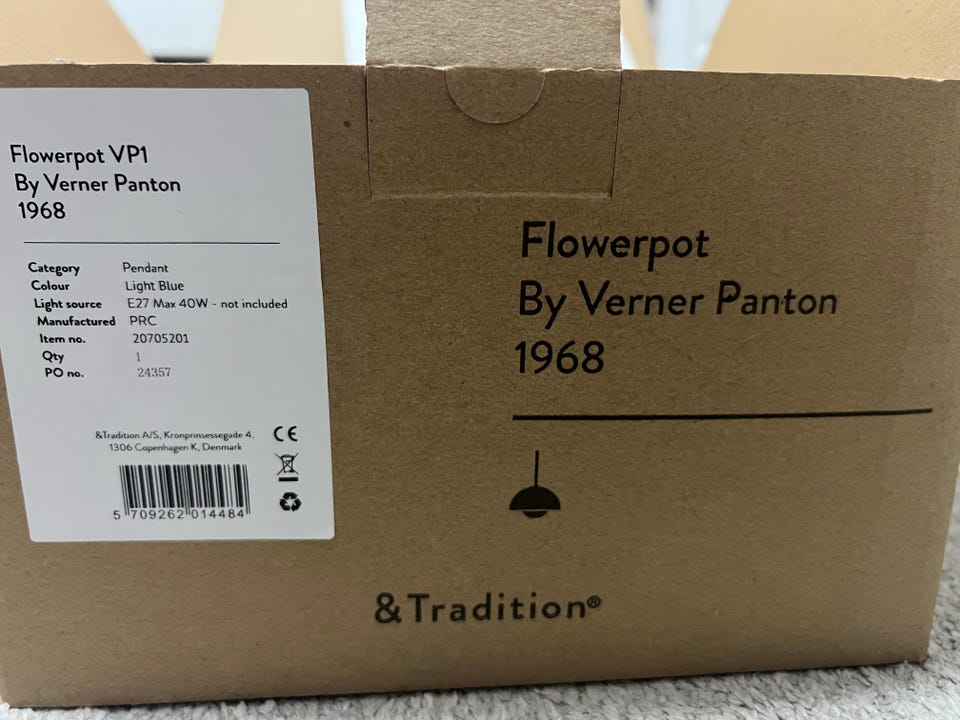 Flowerpot VP1
By Verner Panton
1968
Category Pendant
Colour Light Blue
Light source E27 Max 40W - not included
Manufactured PRC
Item no. 20705201
Qty 1
PO no. 24357
&Tradition A/S, Kronprinsessegade 4,
1306 Copenhagen K, Denmark
CE
5 709262 014484
Flowerpot
By Verner Panton
1968
&Tradition®